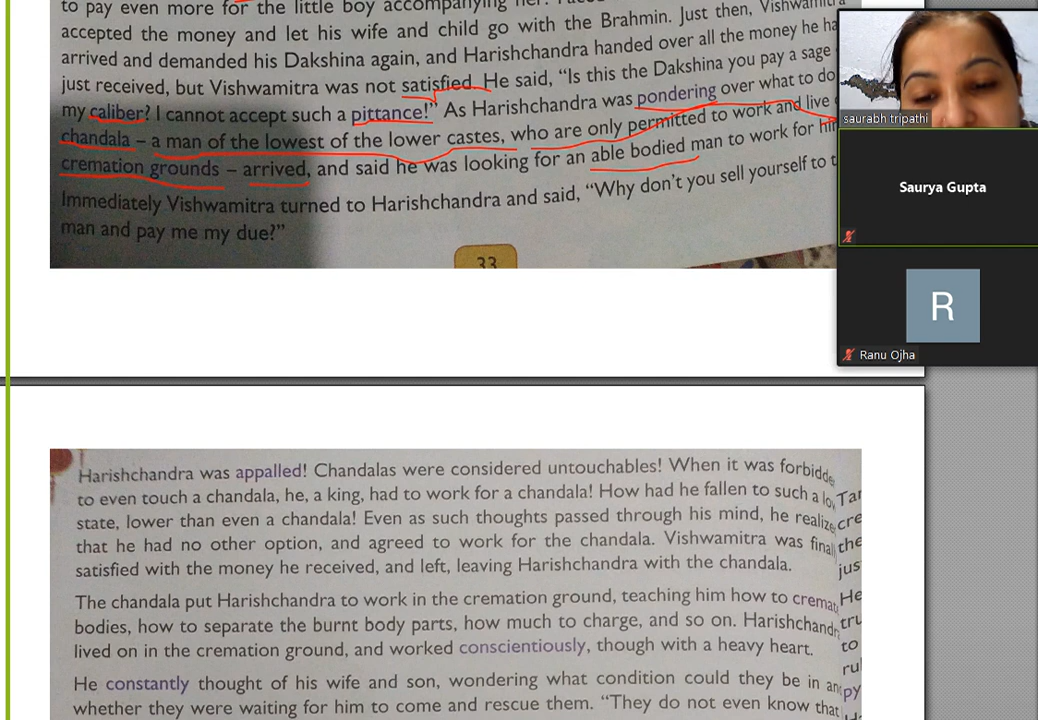 to pay even more for the little boy accompanying her.
accepted the money and let his wife and child go with the Brahmin. Just then, Vishwamitra
arrived and demanded his Dakshina again, and Harishchandra handed over all the money he ha
just received, but Vishwamitra was not satisfied. He said, “Is this the Dakshina you pay a sage
my caliber? I cannot accept such a pittance!” As Harishchandra was pondering over what to do
chandala – a man of the lowest of the lower castes, who are only permitted to work and live
cremation grounds – arrived, and said he was looking for an able bodied man to work for him
Immediately Vishwamitra turned to Harishchandra and said, “Why don’t you sell yourself to t
man and pay me my due?”
33
saurabh tripathi
Saurya Gupta
R
Ranu Ojha
Harishchandra was appalled! Chandalas were considered untouchables! When it was forbidde
to even touch a chandala, he, a king, had to work for a chandala! How had he fallen to such a lo
state, lower than even a chandala! Even as such thoughts passed through his mind, he realize
that he had no other option, and agreed to work for the chandala. Vishwamitra was final
satisfied with the money he received, and left, leaving Harishchandra with the chandala.
The chandala put Harishchandra to work in the cremation ground, teaching him how to cremat
bodies, how to separate the burnt body parts, how much to charge, and so on. Harishchandr
lived on in the cremation ground, and worked conscientiously, though with a heavy heart.
He constantly thought of his wife and son, wondering what condition could they be in an
whether they were waiting for him to come and rescue them. “They do not even know that
Tar
cre
the
jus
He
tru
to
rul
py